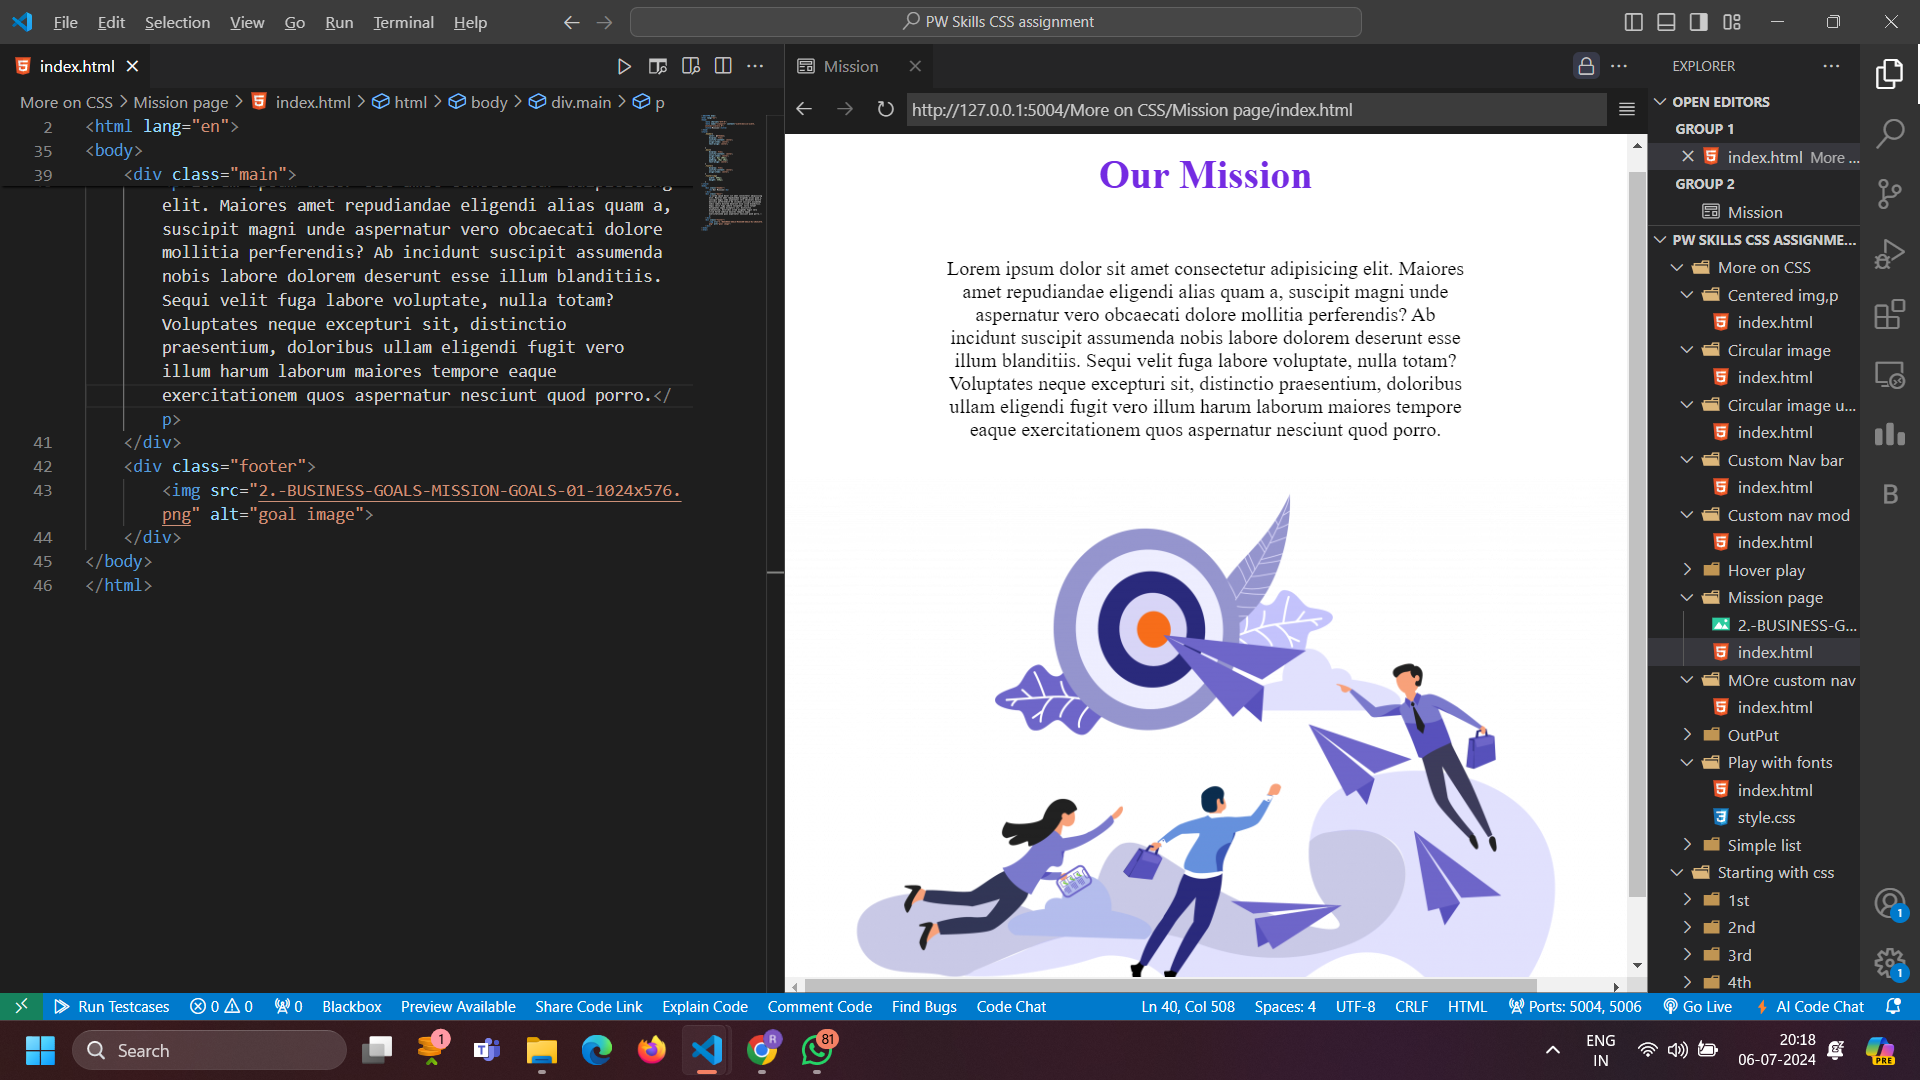 File Edit Selection View Go Run Terminal Help
PW Skills CSS assignment
index.html
Mission
EXPLORER
More on CSS > Mission page > index.html > html > body > div.main > p
http://127.0.0.1:5004/More on CSS/Mission page/index.html
2 <html lang="en">
35 <body>
39 <div class="main">
elit. Maiores amet repudiandae eligendi alias quam a,
suscipit magni unde aspernatur vero obcaecati dolore
mollitia perferendis? Ab incidunt suscipit assumenda
nobis labore dolorem deserunt esse illum blanditiis.
Sequi velit fuga labore voluptate, nulla totam?
Voluptates neque excepturi sit, distinctio
praesentium, doloribus ullam eligendi fugit vero
illum harum laborum maiores tempore eaque
exercitationem quos aspernatur nesciunt quod porro.</
p>
41 </div>
42 <div class="footer">
43 <img src="2.-BUSINESS-GOALS-MISSION-GOALS-01-1024x576.
png" alt="goal image">
44 </div>
45 </body>
46 </html>
Our Mission
Lorem ipsum dolor sit amet consectetur adipisicing elit. Maiores
amet repudiandae eligendi alias quam a, suscipit magni unde
aspernatur vero obcaecati dolore mollitia perferendis? Ab
incidunt suscipit assumenda nobis labore dolorem deserunt esse
illum blanditiis. Sequi velit fuga labore voluptate, nulla totam?
Voluptates neque excepturi sit, distinctio praesentium, doloribus
ullam eligendi fugit vero illum harum laborum maiores tempore
eaque exercitationem quos aspernatur nesciunt quod porro.
OPEN EDITORS
GROUP 1
index.html More ...
GROUP 2
Mission
PW SKILLS CSS ASSIGNME...
More on CSS
Centered img,p
index.html
Circular image
index.html
Circular image u...
index.html
Custom Nav bar
index.html
Custom nav mod
index.html
Hover play
Mission page
2.-BUSINESS-G...
index.html
MOre custom nav
index.html
OutPut
Play with fonts
index.html
style.css
Simple list
Starting with css
1st
2nd
3rd
4th
B
1
1
Run Testcases 0 0 0 Blackbox Preview Available Share Code Link Explain Code Comment Code Find Bugs Code Chat Ln 40, Col 508 Spaces: 4 UTF-8 CRLF HTML Ports: 5004, 5006 Go Live AI Code Chat
Search
1
R
81
ENG
IN
20:18
06-07-2024
PRE